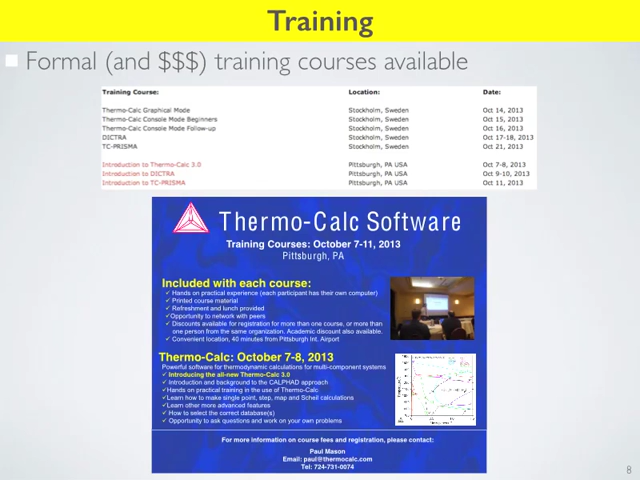 Training
Formal (and $$$) training courses available
Training Course: Location: Date:
Thermo-Calc Graphical Mode Stockholm, Sweden Oct 14, 2013
Thermo-Calc Console Mode Beginners Stockholm, Sweden Oct 15, 2013
Thermo-Calc Console Mode Follow-up Stockholm, Sweden Oct 16, 2013
DICTRA Stockholm, Sweden Oct 17-18, 2013
TC-PRISMA Stockholm, Sweden Oct 21, 2013
Introduction to Thermo-Calc 3.0 Pittsburgh, PA USA Oct 7-8, 2013
Introduction to DICTRA Pittsburgh, PA USA Oct 9-10, 2013
Introduction to TC-PRISMA Pittsburgh, PA USA Oct 11, 2013
Thermo-Calc Software
Training Courses: October 7-11, 2013
Pittsburgh, PA
Included with each course:
✓ Hands on practical experience (each participant has their own computer)
✓ Printed course material
✓ Refreshment and lunch provided
✓Opportunity to network with peers
✓ Discounts available for registration for more than one course, or more than
one person from the same organization. Academic discount also available.
✓ Convenient location, 40 minutes from Pittsburgh Int. Airport
Thermo-Calc: October 7-8, 2013
Powerful software for thermodynamic calculations for multi-component systems
✓ Introducing the all-new Thermo-Calc 3.0
✓ Introduction and background to the CALPHAD approach
✓Hands on practical training in the use of Thermo-Calc
✓Learn how to make single point, step, map and Scheil calculations
✓Learn other more advanced features
✓ How to select the correct database(s)
✓ Opportunity to ask questions and work on your own problems
For more information on course fees and registration, please contact:
Paul Mason
Email: paul@thermocalc.com
Tel: 724-731-0074
8